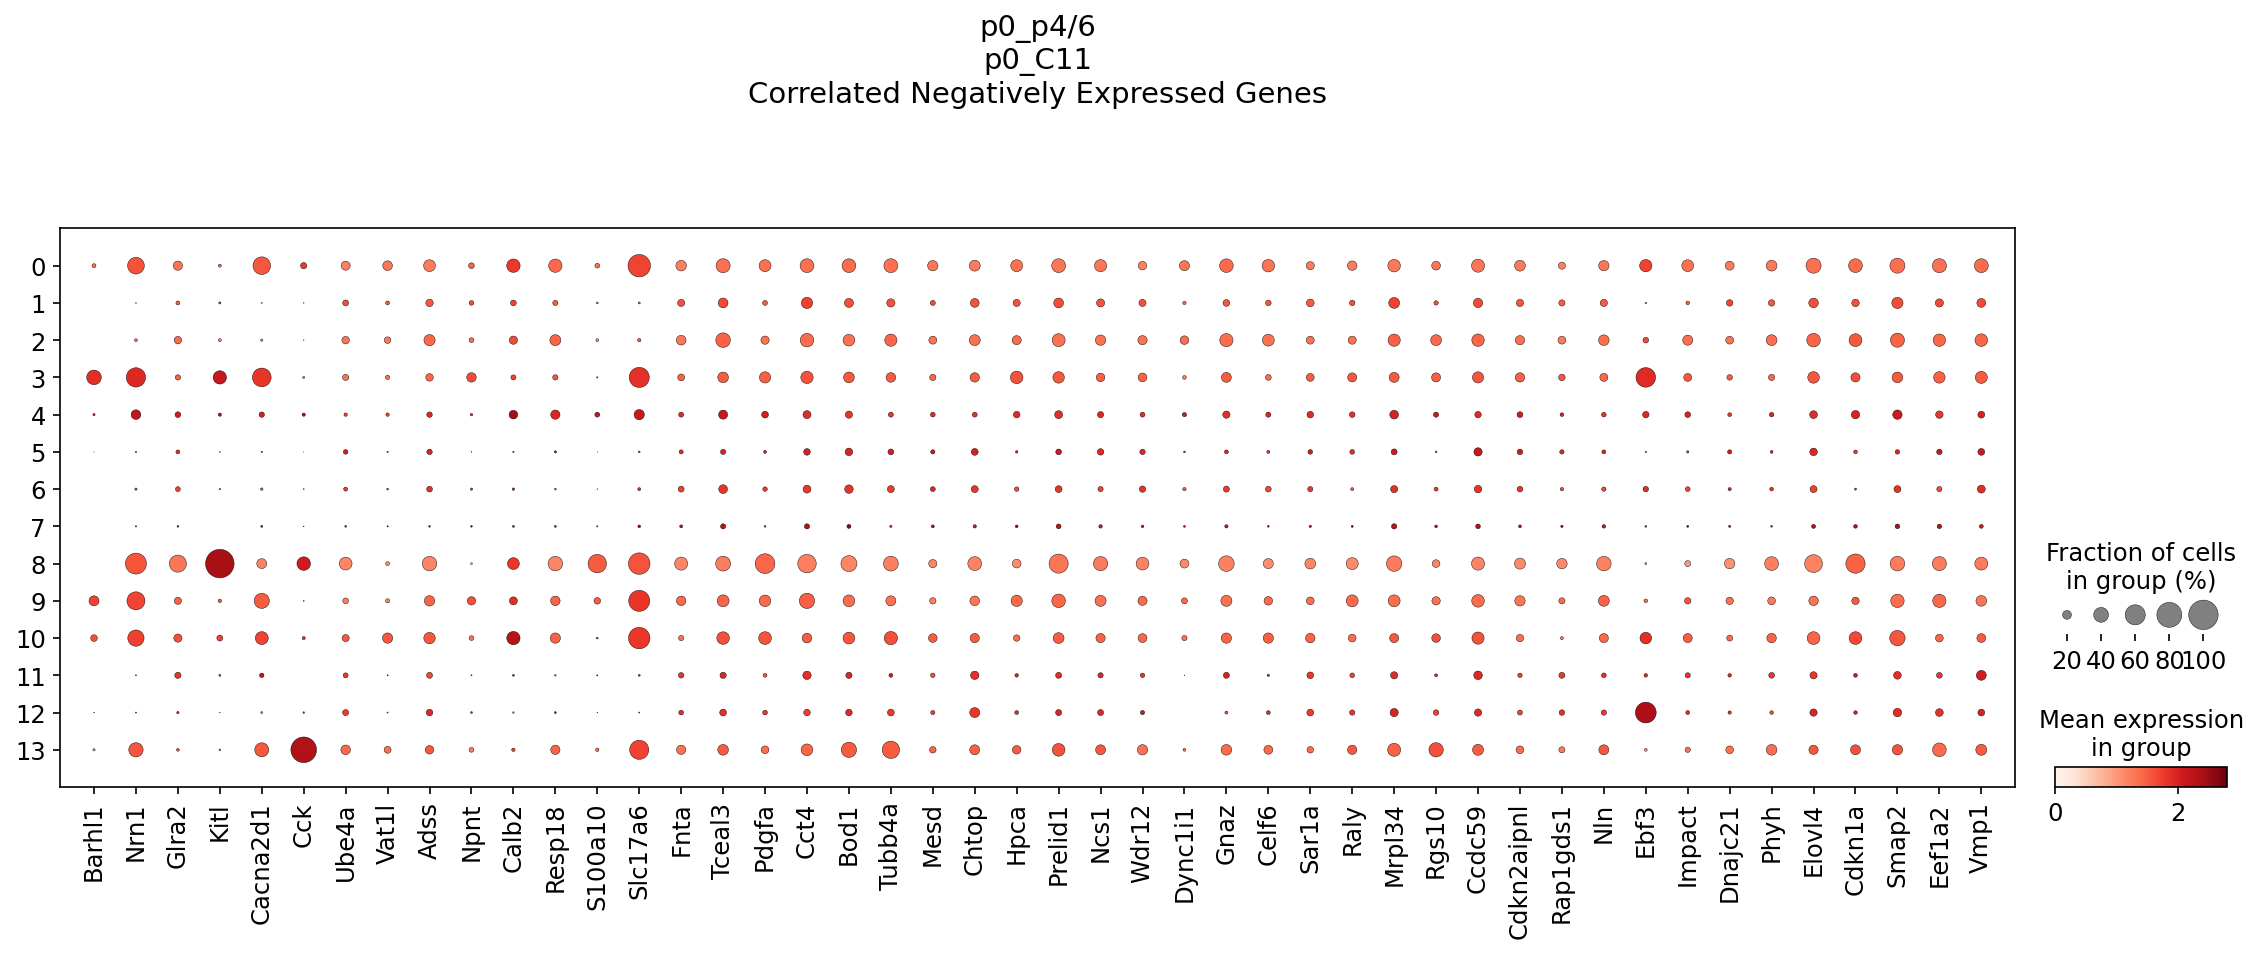 p0_p4/6
p0_C11
Correlated Negatively Expressed Genes
0
1
2
3
4
5
6
7
8
9
10
11
12
13
Barhl1
Nrn1
Glra2
Kitl
Cacna2d1
Cck
Ube4a
Vat1l
Adss
Npnt
Calb2
Resp18
S100a10
Slc17a6
Fnta
Tceal3
Pdgfa
Cct4
Bod1
Tubb4a
Mesd
Chtop
Hpca
Prelid1
Ncs1
Wdr12
Dync1i1
Gnaz
Celf6
Sar1a
Raly
Mrpl34
Rgs10
Ccdc59
Cdkn2aipnl
Rap1gds1
Nln
Ebf3
Impact
Dnajc21
Phyh
Elovl4
Cdkn1a
Smap2
Eef1a2
Vmp1
Fraction of cells
in group (%)
20 40 60 80 100
Mean expression
in group
0 2